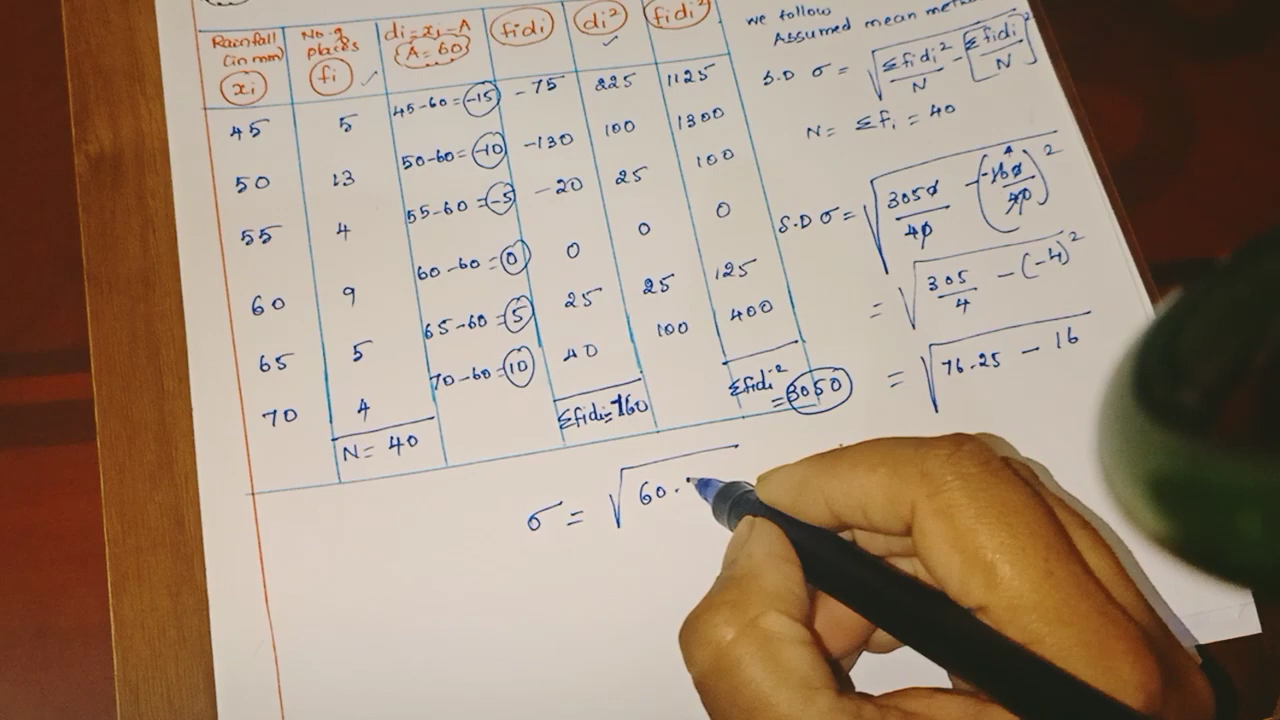 Rainfall (in mm) xi | No. of places fi ✓ | di = xi - A (A = 60) | fidi | di² ✓ | fidi²
45 | 5 | 45-60 = -15 | -75 | 225 | 1125
50 | 13 | 50-60 = -10 | -130 | 100 | 1300
55 | 4 | 55-60 = -5 | -20 | 25 | 100
60 | 9 | 60-60 = 0 | 0 | 0 | 0
65 | 5 | 65-60 = 5 | 25 | 25 | 125
70 | 4 | 70-60 = 10 | 40 | 100 | 400
N = 40 | Σfidi = -160 | Σfidi² = 3050
we follow
Assumed mean
S.D σ = √(Σfidi²/N - [Σfidi/N]²)
N = Σfi = 40
S.D σ = √(3050/40 - (-160/40)²)
= √(305/4 - (-4)²)
= √(76.25 - 16
σ = √60.